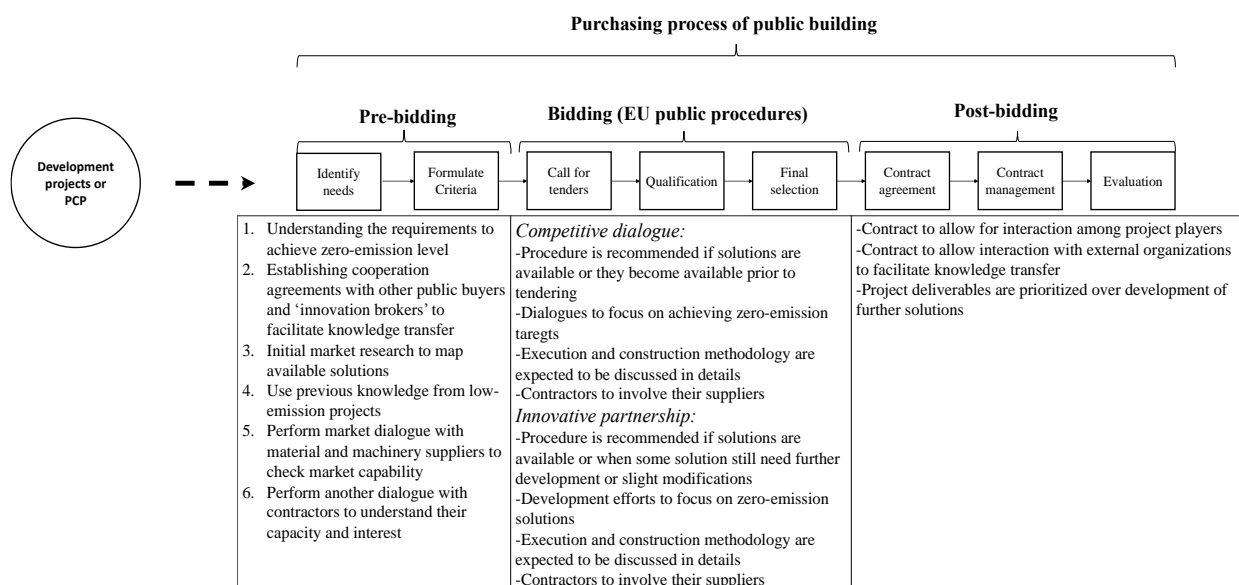 Purchasing process of public building
Pre-bidding
Bidding (EU public procedures)
Post-bidding
Development
projects or
PCP
Identify
needs
Formulate
Criteria
Call for
tenders
Qualification
Final
selection
Contract
agreement
Contract
management
Evaluation
1. Understanding the requirements to
achieve zero-emission level
2. Establishing cooperation
agreements with other public buyers
and ‘innovation brokers’ to
facilitate knowledge transfer
3. Initial market research to map
available solutions
4. Use previous knowledge from low-
emission projects
5. Perform market dialogue with
material and machinery suppliers to
check market capability
6. Perform another dialogue with
contractors to understand their
capacity and interest
Competitive dialogue:
-Procedure is recommended if solutions are
available or they become available prior to
tendering
-Dialogues to focus on achieving zero-emission
taregts
-Execution and construction methodology are
expected to be discussed in details
-Contractors to involve their suppliers
Innovative partnership:
-Procedure is recommended if solutions are
available or when some solution still need further
development or slight modifications
-Development efforts to focus on zero-emission
solutions
-Execution and construction methodology are
expected to be discussed in details
-Contractors to involve their suppliers
-Contract to allow for interaction among project players
-Contract to allow interaction with external organizations
to facilitate knowledge transfer
-Project deliverables are prioritized over development of
further solutions